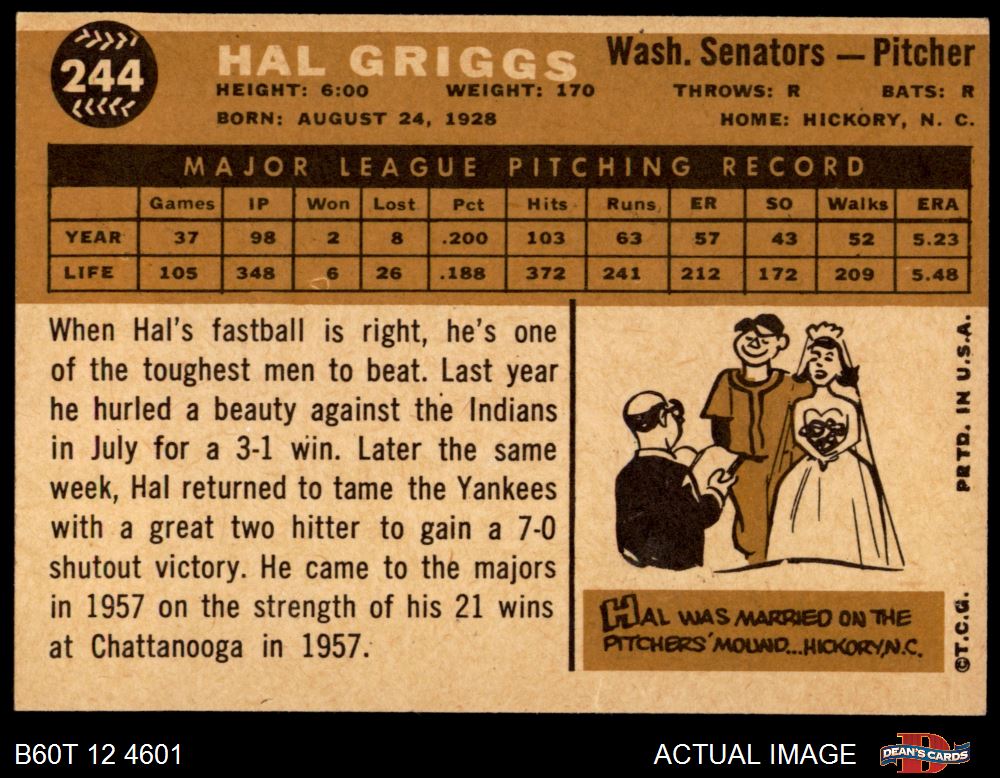 244
HAL GRIGGS
Wash. Senators — Pitcher
HEIGHT: 6:00 WEIGHT: 170 THROWS: R BATS: R
BORN: AUGUST 24, 1928 HOME: HICKORY, N. C.
MAJOR LEAGUE PITCHING RECORD
Games IP Won Lost Pct Hits Runs ER SO Walks ERA
YEAR 37 98 2 8 .200 103 63 57 43 52 5.23
LIFE 105 348 6 26 .188 372 241 212 172 209 5.48
When Hal's fastball is right, he's one
of the toughest men to beat. Last year
he hurled a beauty against the Indians
in July for a 3-1 win. Later the same
week, Hal returned to tame the Yankees
with a great two hitter to gain a 7-0
shutout victory. He came to the majors
in 1957 on the strength of his 21 wins
at Chattanooga in 1957.
HAL WAS MARRIED ON THE
PITCHERS' MOUND...HICKORY, N.C.
©T.C.G. PRTD. IN U.S.A.
B60T 12 4601
ACTUAL IMAGE
DEAN'S CARDS